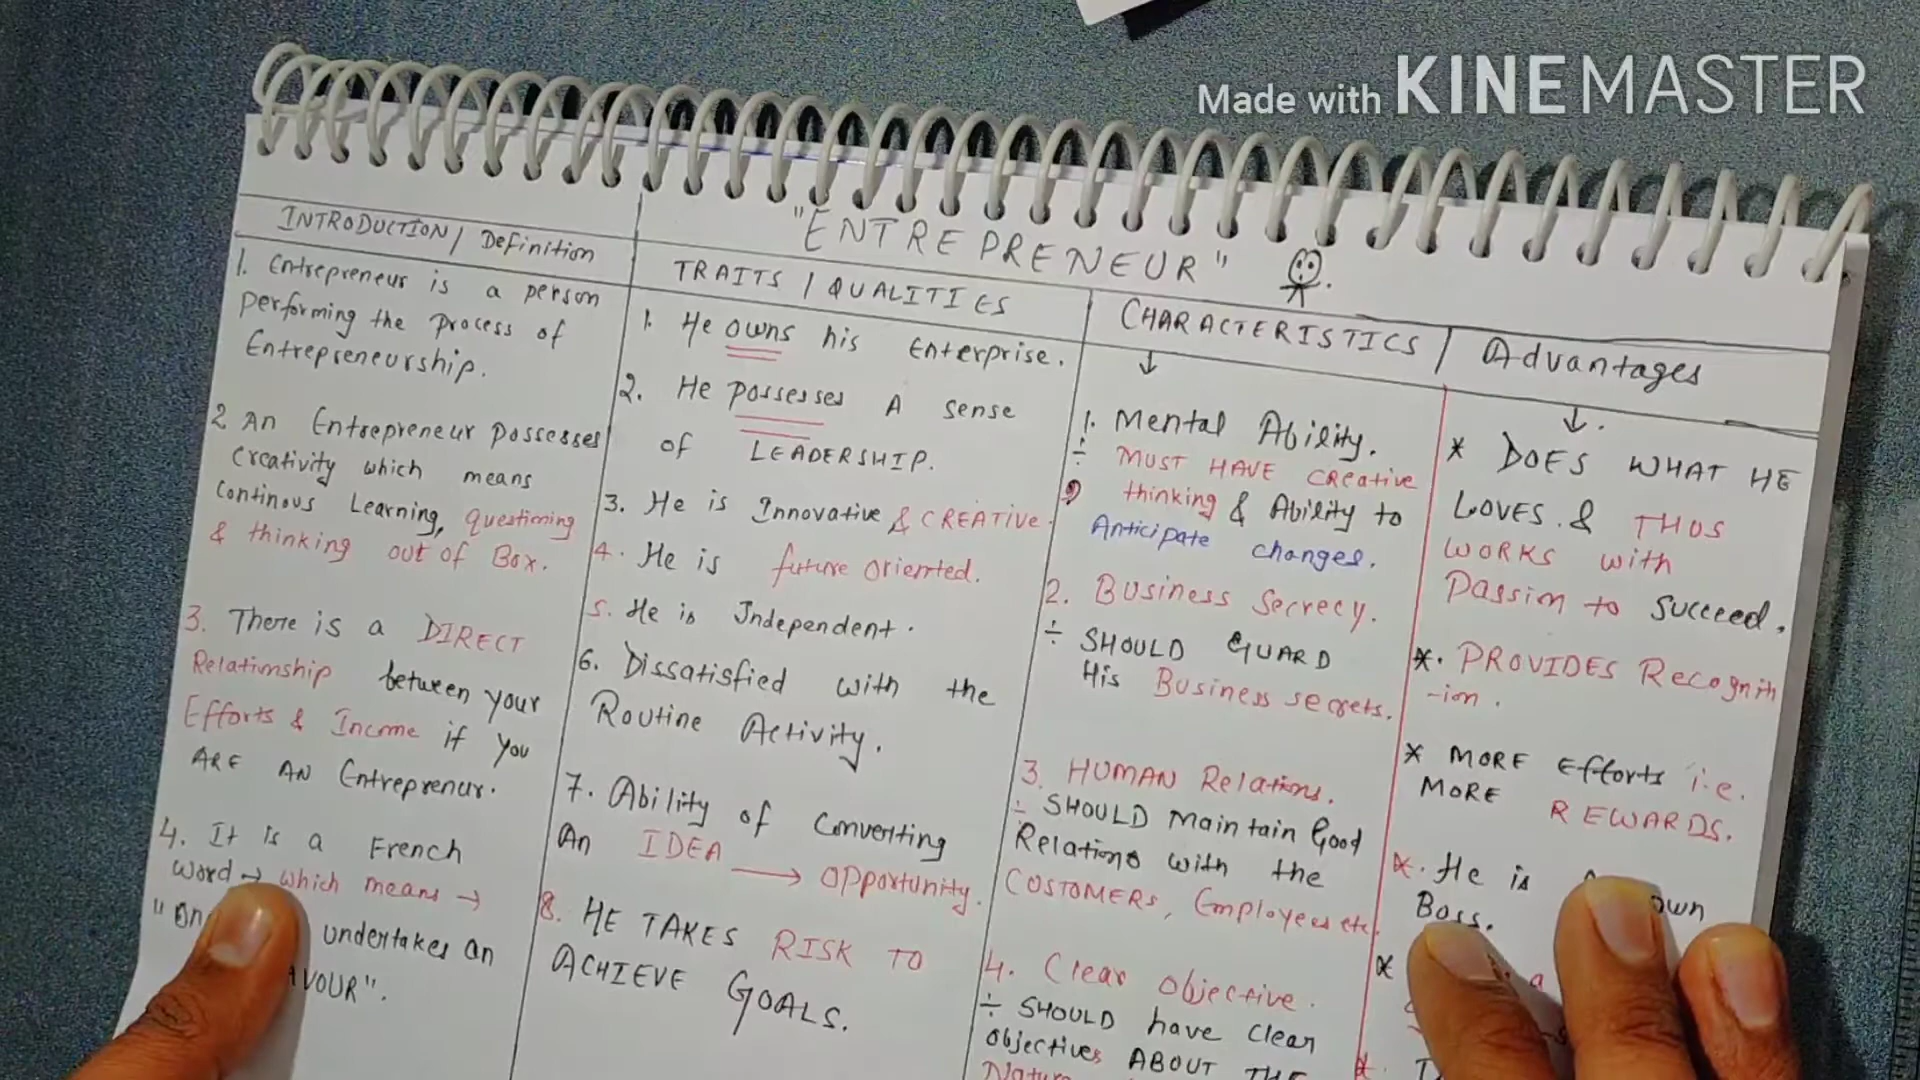 Made with KINEMASTER
"ENTREPRENEUR"
INTRODUCTION / Definition
1. Entrepreneur is a person
performing the process of
Entrepreneurship.
2 An Entrepreneur possesses
Creativity which means
continous Learning, questioning
& thinking out of Box.
3. There is a DIRECT
Relationship between your
Efforts & Income if you
ARE AN Entreprenur.
4. It is a French
word → which means →
undertakes an
TRAITS / QUALITIES
1. He owns his Enterprise.
2. He possesses A sense
of LEADERSHIP.
3. He is Innovative & CREATIVE.
4. He is future oriented.
5. He is Independent.
6. Dissatisfied with the
Routine Activity.
7. Ability of Converting
An IDEA → opportunity.
8. HE TAKES RISK TO
ACHIEVE GOALS.
CHARACTERISTICS
↓
1. Mental Ability.
÷ MUST HAVE Creative
thinking & Ability to
Anticipate changes.
2. Business Secrecy.
÷ SHOULD GUARD
His Business secrets.
3. HUMAN Relations.
÷ SHOULD Maintain Good
Relations with the
COSTOMERS, Employees etc.
4. Clear objective.
÷ SHOULD have clear
objectives ABOUT THE
Advantages
↓.
* DOES WHAT HE
LOVES. & THUS
WORKS with
Passion to succeed.
*. PROVIDES Recognit
-ion.
* MORE Efforts i.e.
MORE REWARDS.
*. He is own
Boss.